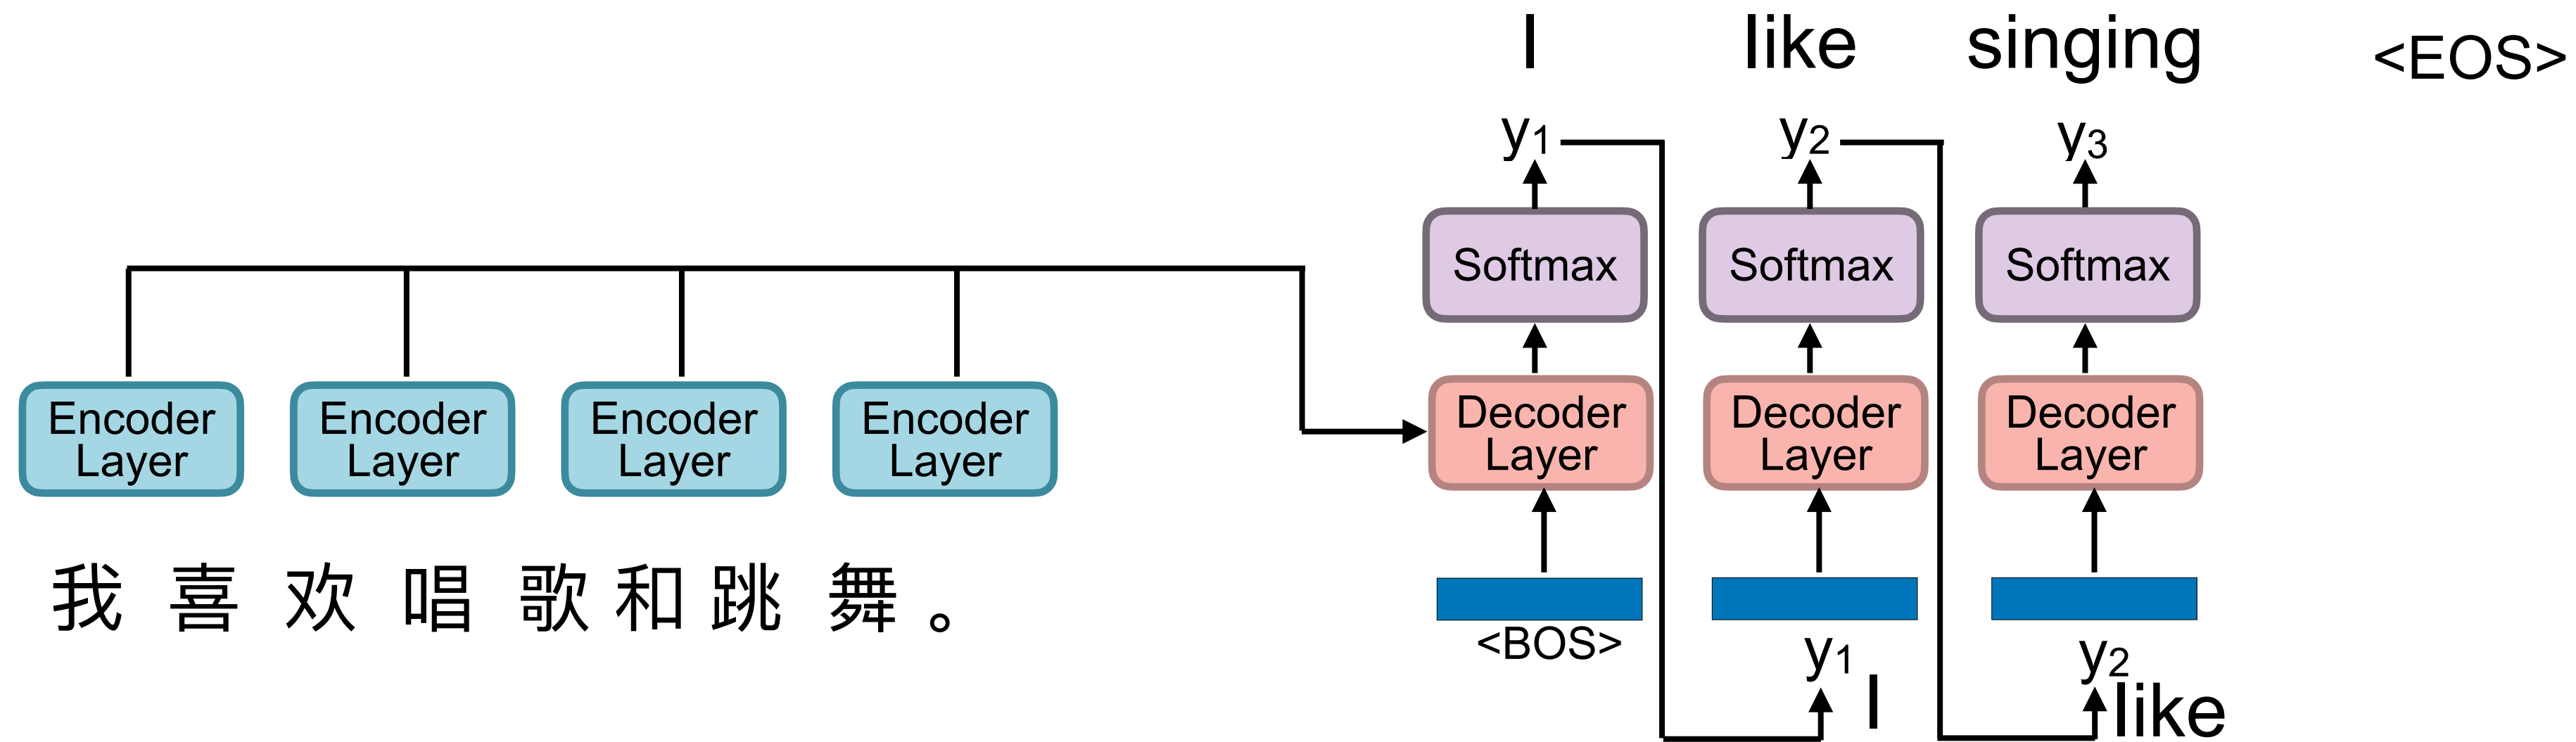 I like singing <EOS>
y1 y2 y3
Softmax Softmax Softmax
Encoder Layer Encoder Layer Encoder Layer Encoder Layer Decoder Layer Decoder Layer Decoder Layer
我喜欢唱歌和跳舞。
<BOS> y1 y2
I like